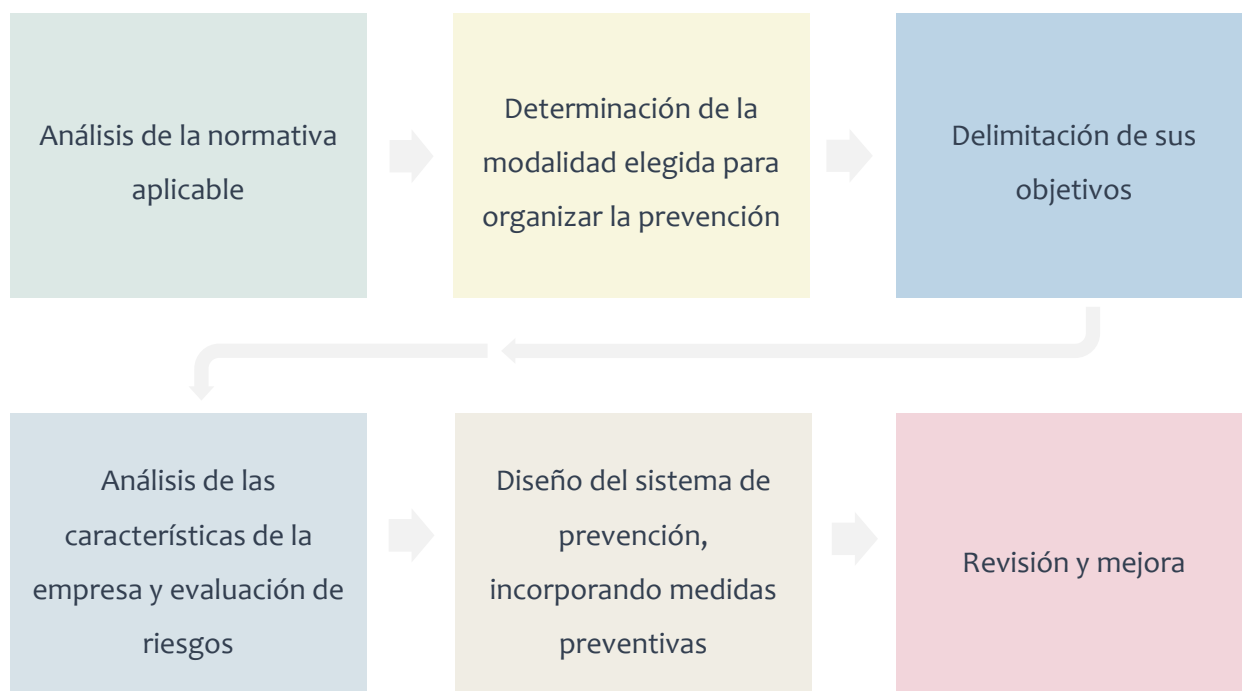 Análisis de la normativa
aplicable
Determinación de la
modalidad elegida para
organizar la prevención
Delimitación de sus
objetivos
Análisis de las
características de la
empresa y evaluación de
riesgos
Diseño del sistema de
prevención,
incorporando medidas
preventivas
Revisión y mejora